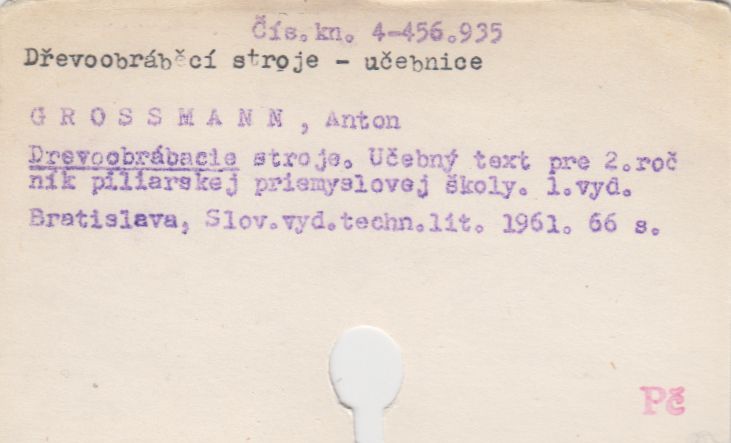 Čís.kn. 4-456.935
Dřevoobráběcí stroje - učebnice
G R O S S M A N N , Anton
Drevoobrábacie stroje. Učebný text pre 2.roč
ník píliarskej priemyslovej školy. 1.vyd.
Bratislava, Slov.vyd.techn.lit. 1961. 66 s.
Pč